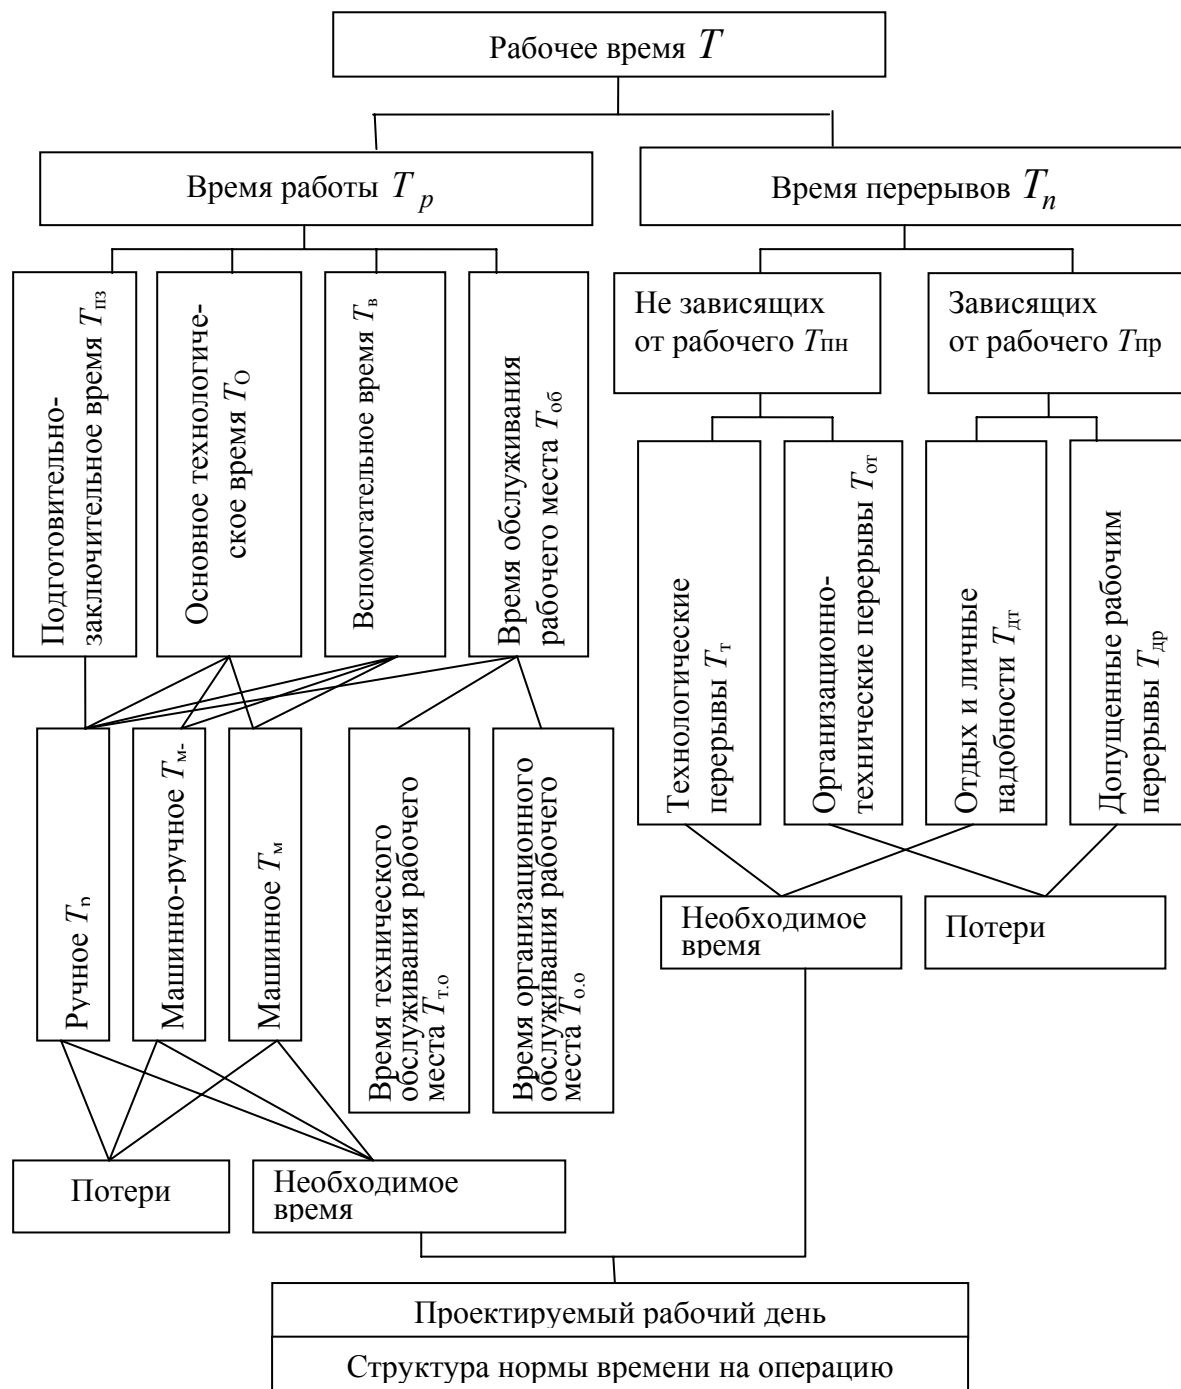 Рабочее время T
Время работы T р
Время перерывов Tп
Подготовительно-
заключительное время Tпз
Основное технологиче-
ское время TО
Вспомогательное время Tв
Время обслуживания
рабочего места Tоб
Не зависящих
от рабочего Tпн
Зависящих
от рабочего Tпр
Технологические
перерывы Tт
Организационно-
технические перерывы Tот
Отдых и личные
надобности Tдт
Допущенные рабочим
перерывы Tдр
Ручное
Машинно-ручное Tм-
Машинное Tм
Время технического
обслуживания рабочего
места Tт.о
Время организационного
обслуживания рабочего
места Tо.о
Необходимое
время
Потери
Потери
Необходимое
время
Проектируемый рабочий день
Структура нормы времени на операцию